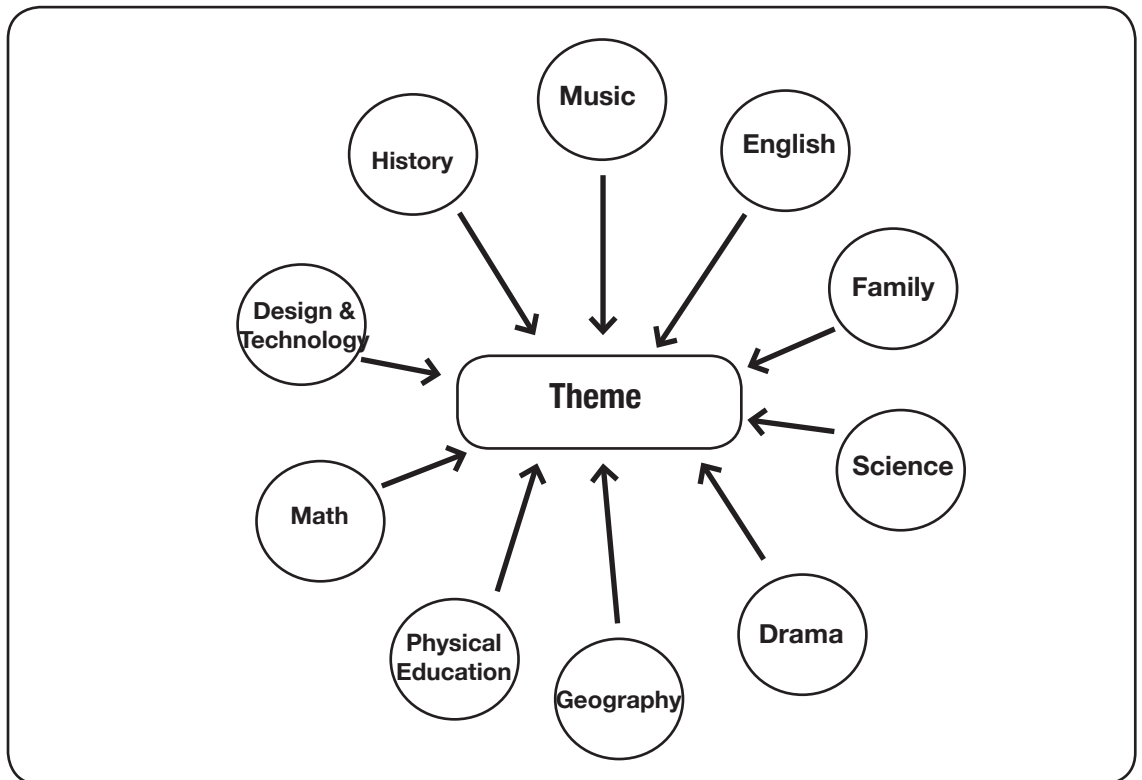 Music
English
History
Family
Design &
Technology
Theme
Science
Math
Drama
Physical
Education
Geography